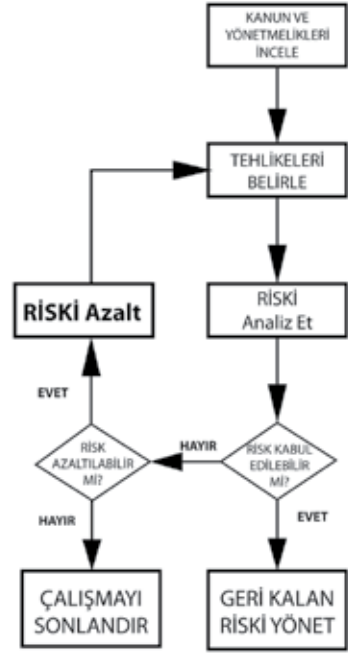 KANUN VE
YÖNETMELİKLERİ
İNCELE
TEHLİKELERİ
BELİRLE
RİSKİ Azalt
RİSKİ
Analiz Et
EVET
RİSK
AZALTILABİLİR
Mİ?
HAYIR
RİSK KABUL
EDİLEBİLİR
Mİ?
HAYIR
EVET
ÇALIŞMAYI
SONLANDIR
GERİ KALAN
RİSKİ YÖNET